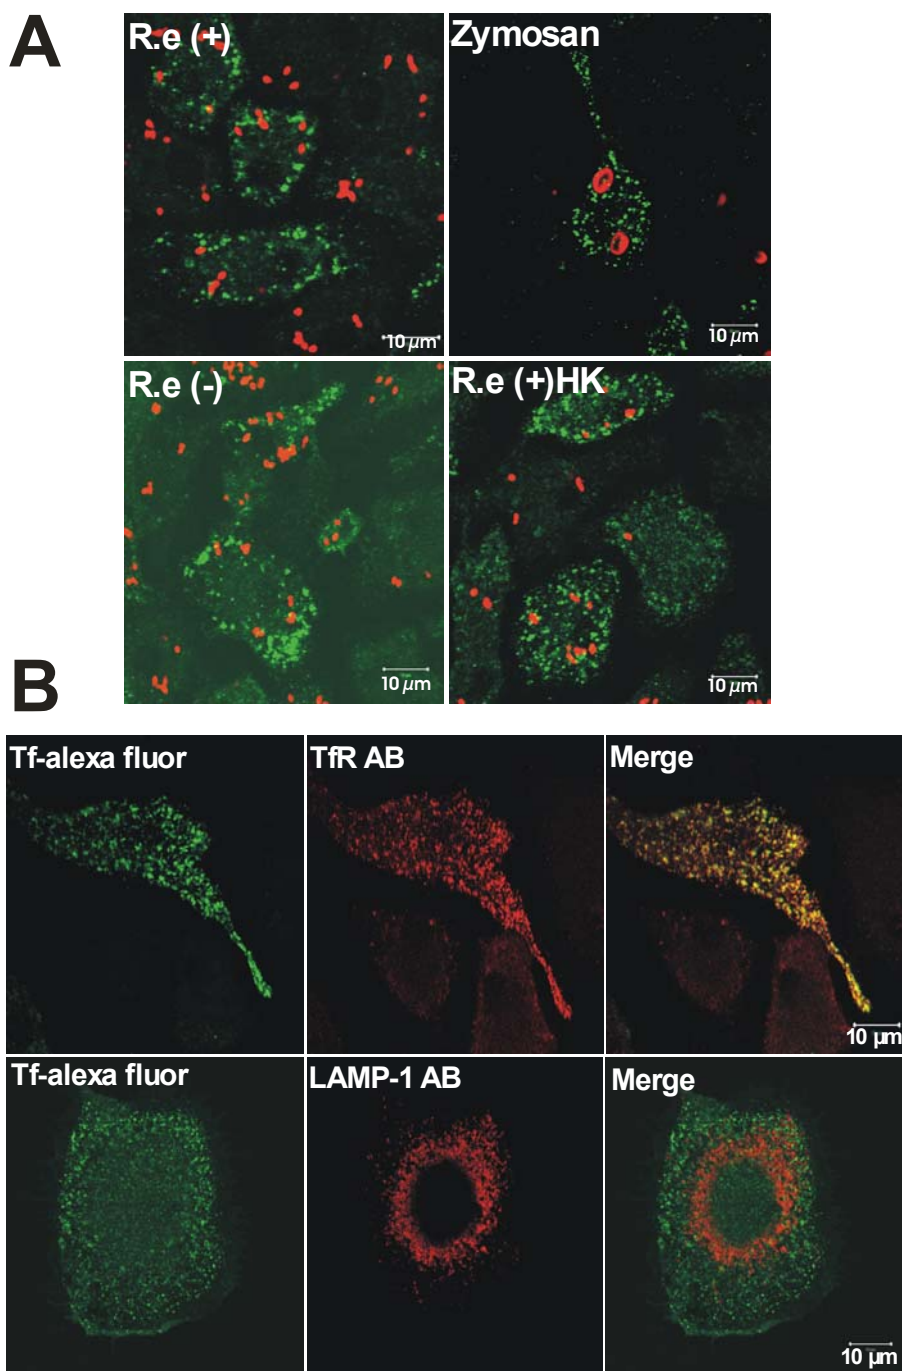 A
R.e (+)
Zymosan
10 µm
10 µm
R.e (-)
R.e (+)HK
10 µm
10 µm
B
Tf-alexa fluor
TfR AB
Merge
10 µm
Tf-alexa fluor
LAMP-1 AB
Merge
10 µm